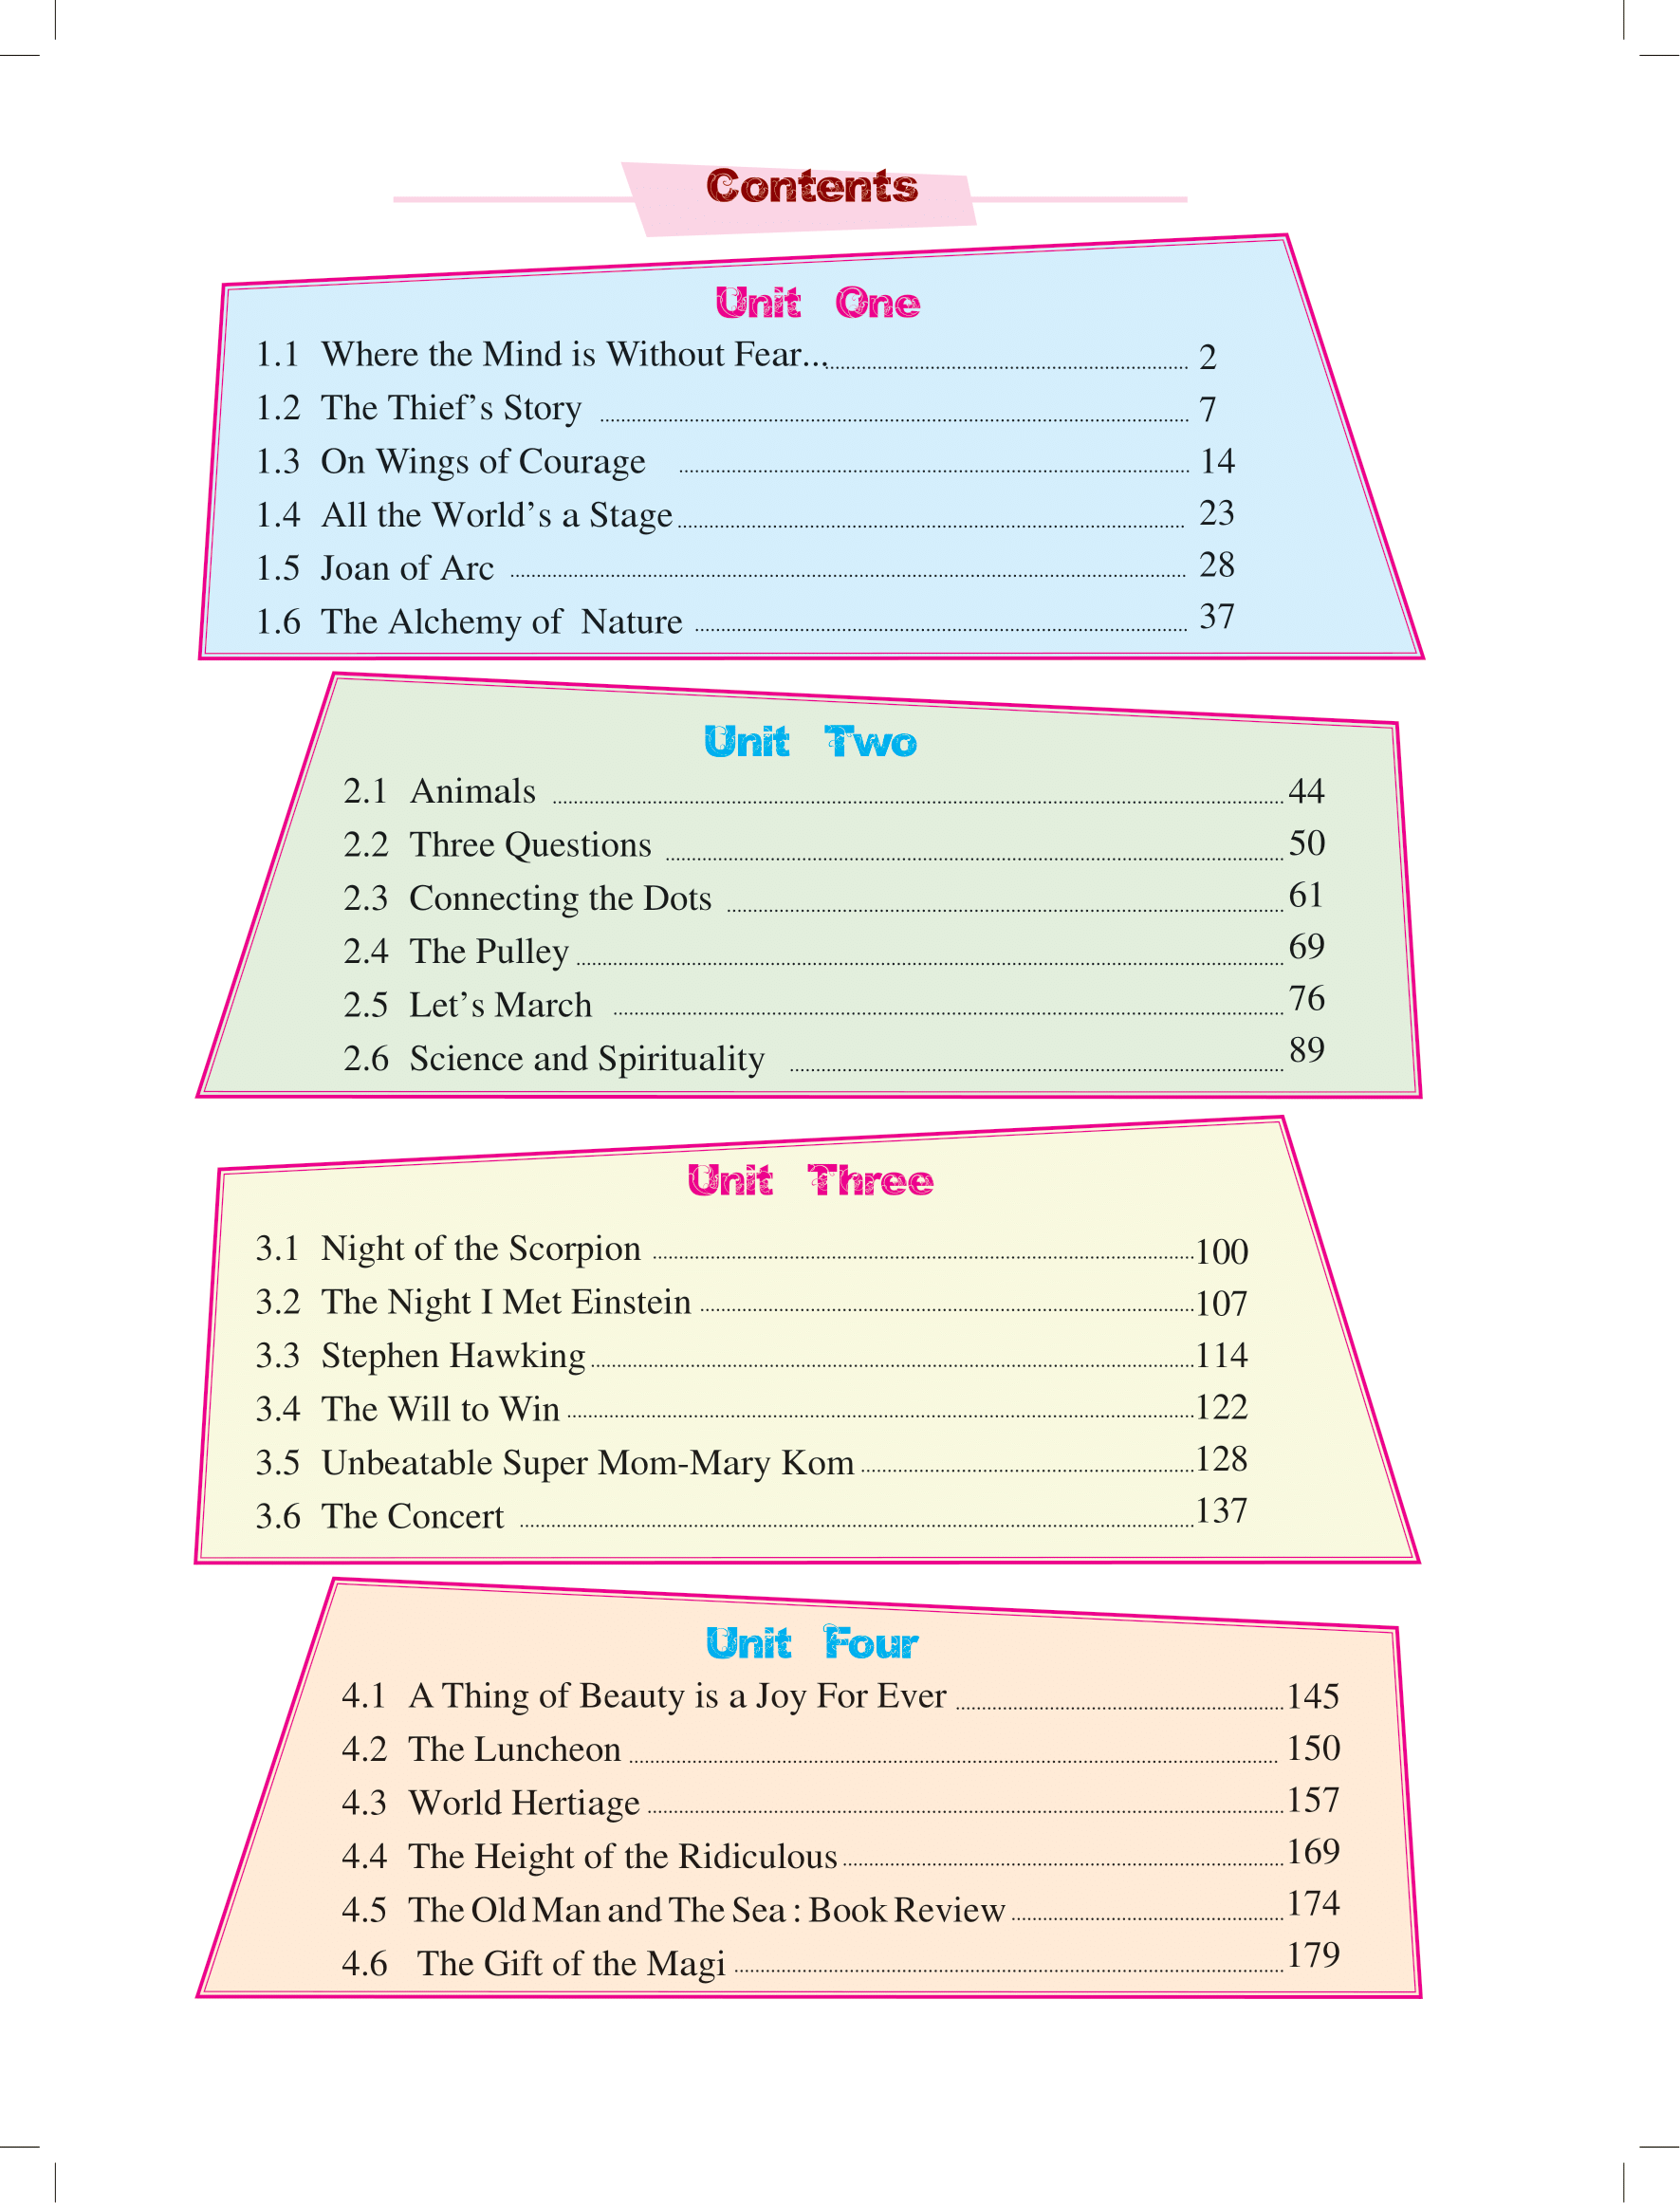 Contents
Unit One
1.1 Where the Mind is Without Fear... 2
1.2 The Thief's Story 7
1.3 On Wings of Courage 14
1.4 All the World's a Stage 23
1.5 Joan of Arc 28
1.6 The Alchemy of Nature 37
Unit Two
2.1 Animals 44
2.2 Three Questions 50
2.3 Connecting the Dots 61
2.4 The Pulley 69
2.5 Let's March 76
2.6 Science and Spirituality 89
Unit Three
3.1 Night of the Scorpion 100
3.2 The Night I Met Einstein 107
3.3 Stephen Hawking 114
3.4 The Will to Win 122
3.5 Unbeatable Super Mom-Mary Kom 128
3.6 The Concert 137
Unit Four
4.1 A Thing of Beauty is a Joy For Ever 145
4.2 The Luncheon 150
4.3 World Hertiage 157
4.4 The Height of the Ridiculous 169
4.5 The Old Man and The Sea : Book Review 174
4.6 The Gift of the Magi 179